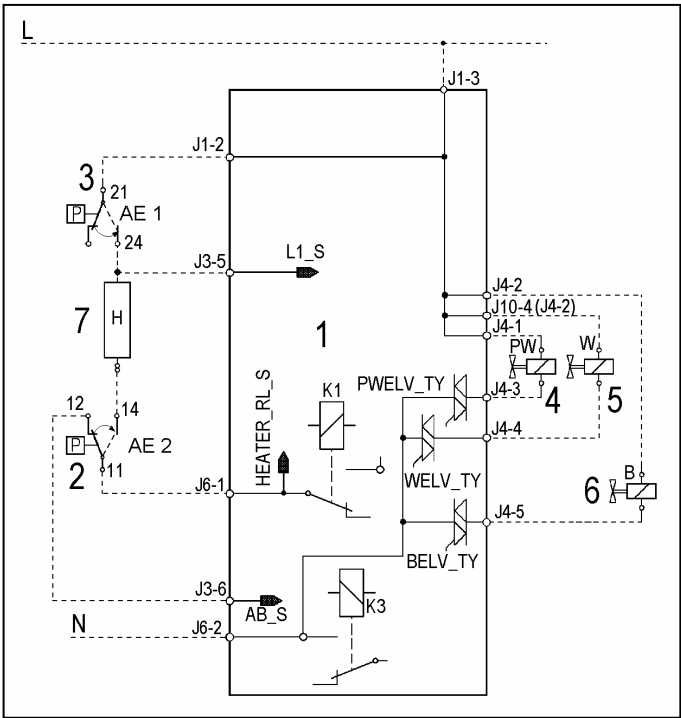 L
J1-3
J1-2
3
21
P
AE 1
24
J3-5
L1_S
7
H
1
J4-2
J10-4 (J4-2)
J4-1
PW
W
4
5
PWELV_TY
J4-3
K1
12
14
P
AE 2
2
11
HEATER_RL_S
WELV_TY
J4-4
6
B
J6-1
BELV_TY
J4-5
J3-6
AB_S
K3
N
J6-2